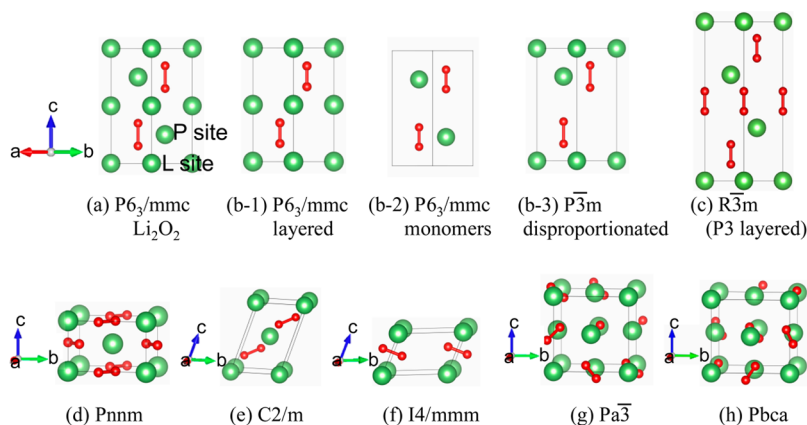 c
a b
P site
L site
(a) P6₃/mmc
Li₂O₂
(b-1) P6₃/mmc
layered
(b-2) P6₃/mmc
monomers
(b-3) P3̅m
disproportionated
(c) R3̅m
(P3 layered)
c
a b
(d) Pnnm
c
a b
(e) C2/m
c
a b
(f) I4/mmm
c
a b
(g) Pa3̅
c
a b
(h) Pbca